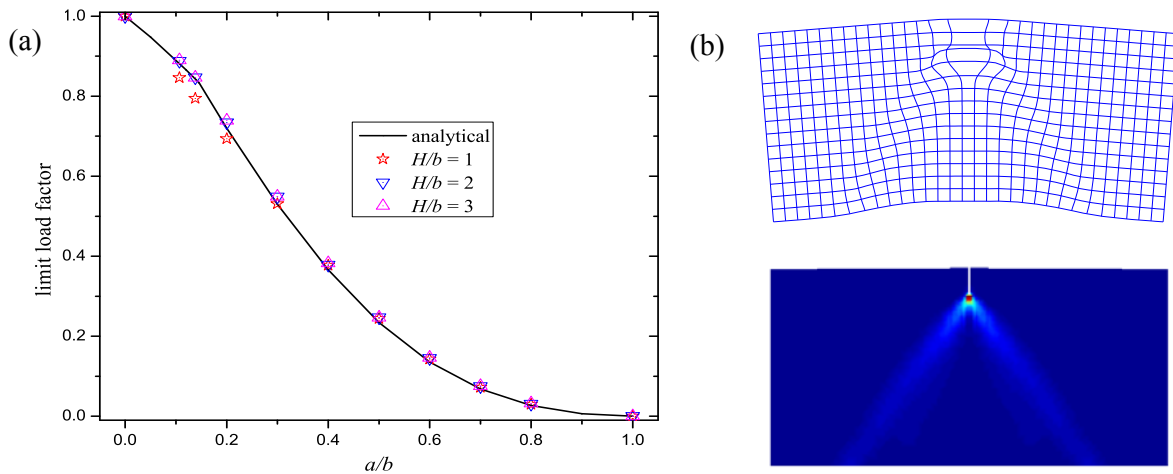 (a)
1.0
0.8
0.6
0.4
0.2
0.0
limit load factor
analytical
H/b = 1
H/b = 2
H/b = 3
0.0 0.2 0.4 0.6 0.8 1.0
a/b
(b)